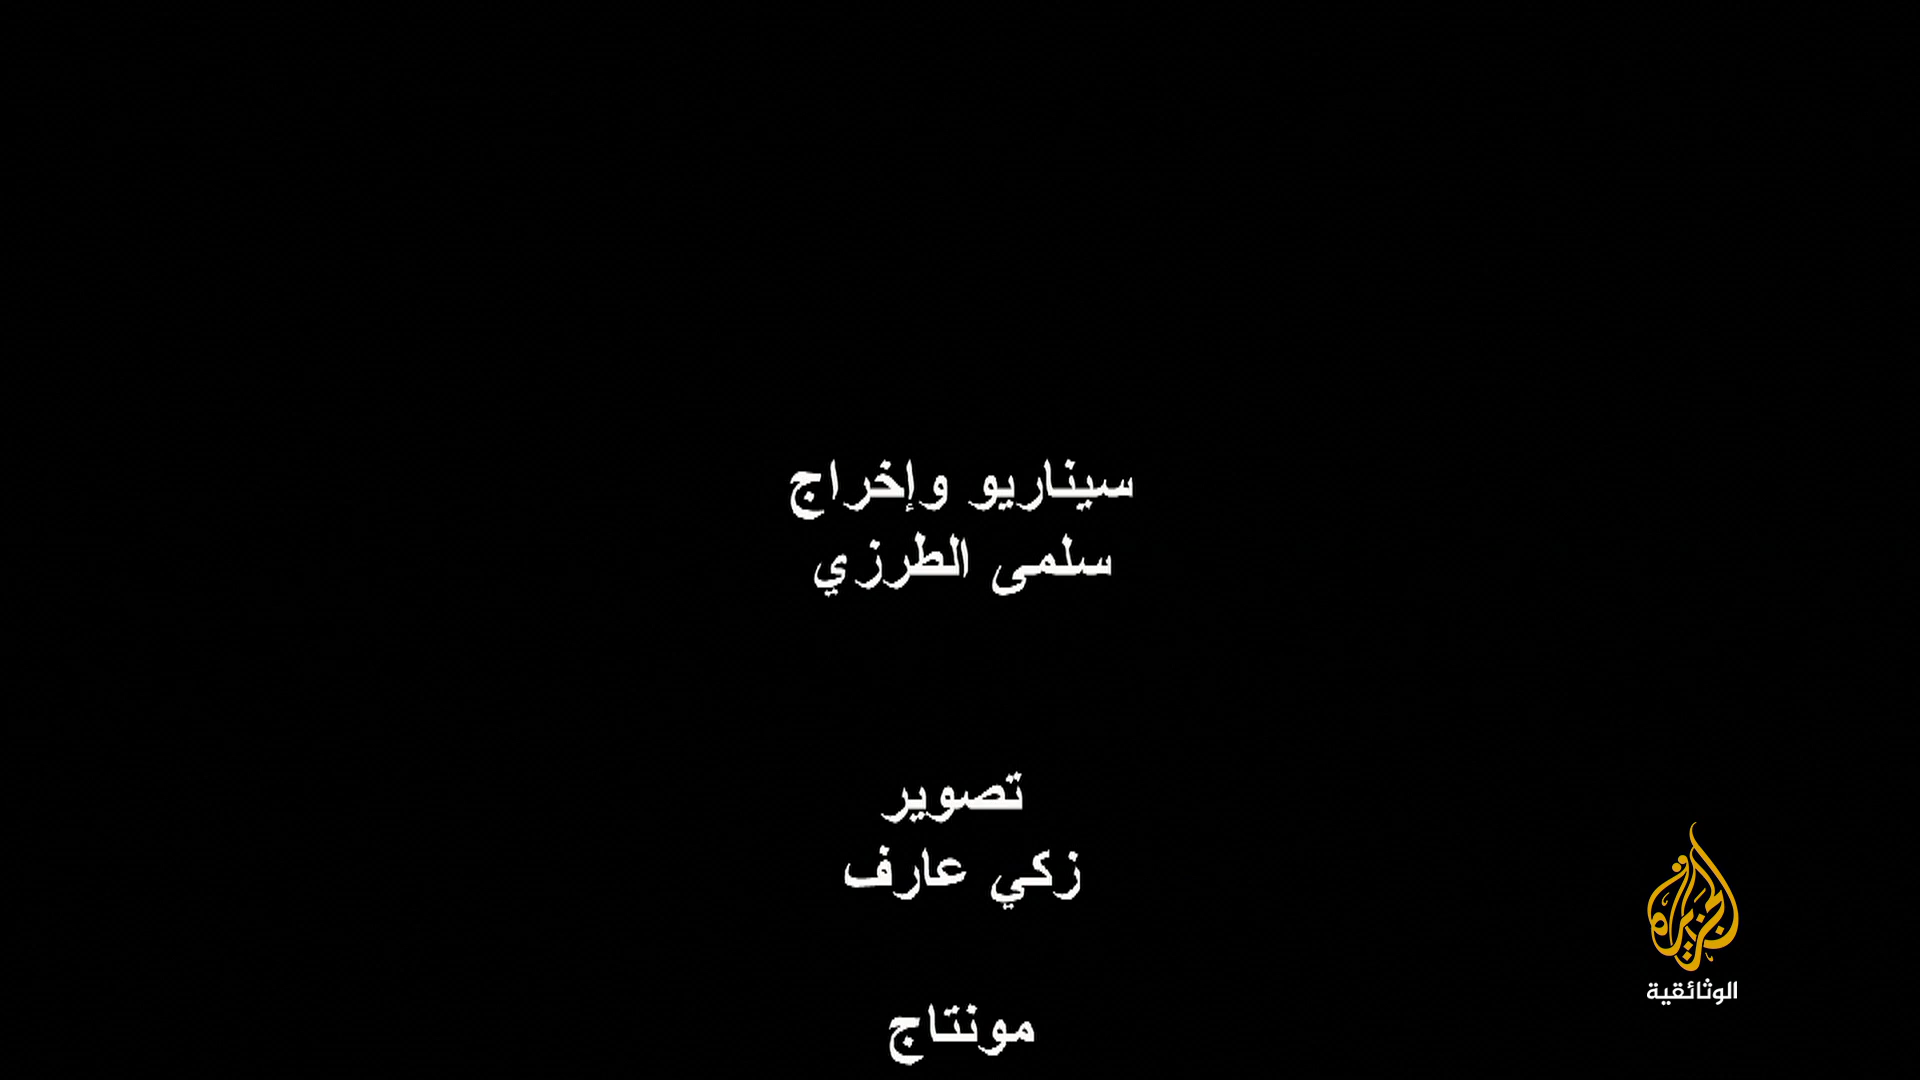 سيناريو وإخراج
سلمى الطرزي
تصوير
زكي عارف
مونتاج
الجزيرة
الوثائقية